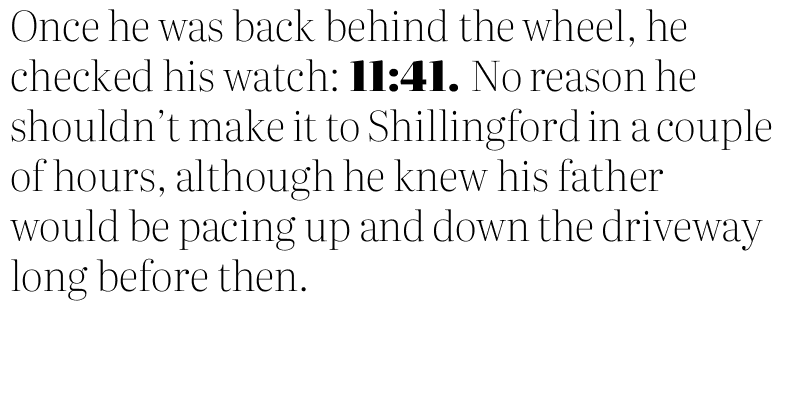 Once he was back behind the wheel, he
checked his watch: 11:41. No reason he
shouldn’t make it to Shillingford in a couple
of hours, although he knew his father
would be pacing up and down the driveway
long before then.